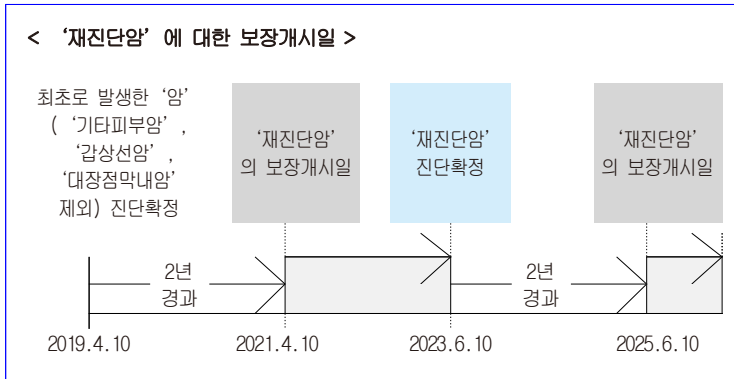 < ‘재진단암’ 에 대한 보장개시일 >
최초로 발생한 ‘암’
( ‘기타피부암’ ,
‘갑상선암’ ,
‘대장점막내암’
제외) 진단확정
‘재진단암’
의 보장개시일
‘재진단암’
진단확정
‘재진단암’
의 보장개시일
2년
경과
2년
경과
2019.4.10
2021.4.10
2023.6.10
2025.6.10